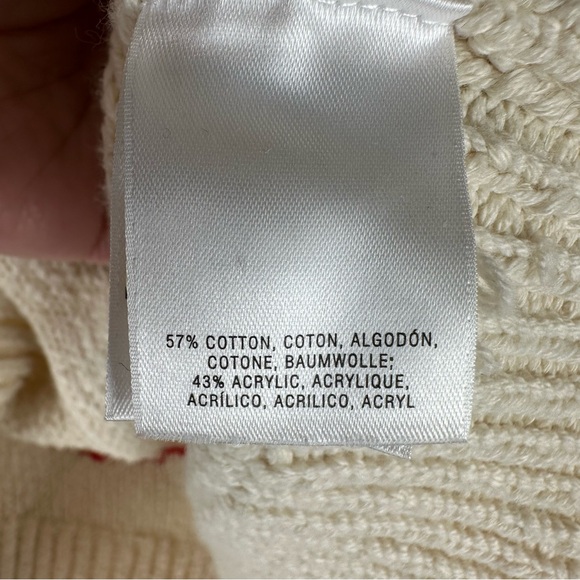 57% COTTON, COTON, ALGODÓN,
COTONE, BAUMWOLLE;
43% ACRYLIC, ACRYLIQUE,
ACRÍLICO, ACRILICO, ACRYL